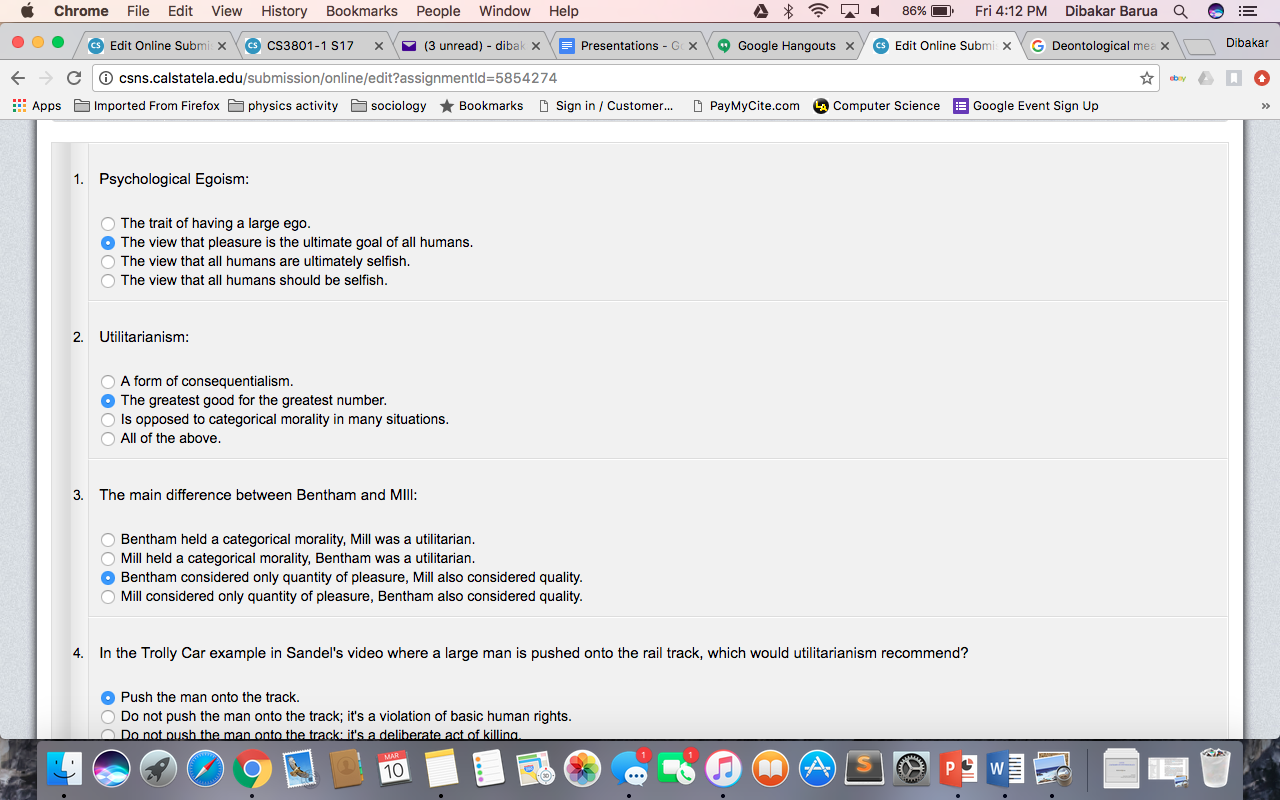 Chrome File Edit View History Bookmarks People Window Help 86% Fri 4:12 PM Dibakar Barua
CS Edit Online Submi CS CS3801-1 S17 (3 unread) - dibak Presentations - G Google Hangouts CS Edit Online Submi G Deontological mea Dibakar
csns.calstatela.edu/submission/online/edit?assignmentId=5854274 ebay
Apps Imported From Firefox physics activity sociology Bookmarks Sign in / Customer... PayMyCite.com Computer Science Google Event Sign Up »
1. Psychological Egoism:
The trait of having a large ego.
The view that pleasure is the ultimate goal of all humans.
The view that all humans are ultimately selfish.
The view that all humans should be selfish.
2. Utilitarianism:
A form of consequentialism.
The greatest good for the greatest number.
Is opposed to categorical morality in many situations.
All of the above.
3. The main difference between Bentham and MIll:
Bentham held a categorical morality, Mill was a utilitarian.
Mill held a categorical morality, Bentham was a utilitarian.
Bentham considered only quantity of pleasure, Mill also considered quality.
Mill considered only quantity of pleasure, Bentham also considered quality.
4. In the Trolly Car example in Sandel's video where a large man is pushed onto the rail track, which would utilitarianism recommend?
Push the man onto the track.
Do not push the man onto the track; it's a violation of basic human rights.
Do not push the man onto the track; it's a deliberate act of killing.
MAR
10 30 1 1 S P W